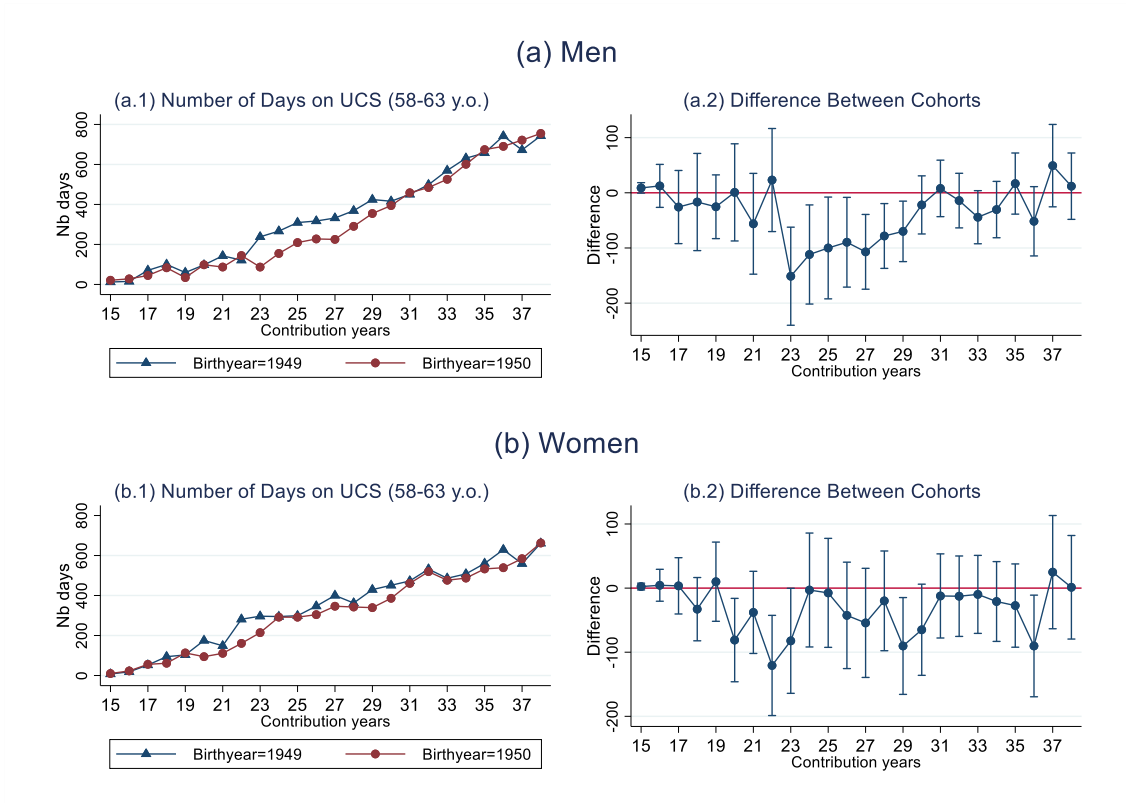 (a) Men
(a.1) Number of Days on UCS (58-63 y.o.)
800
600
400
200
0
Nb days
15 17 19 21 23 25 27 29 31 33 35 37
Contribution years
Birthyear=1949 Birthyear=1950
(a.2) Difference Between Cohorts
100
0
-100
-200
Difference
15 17 19 21 23 25 27 29 31 33 35 37
Contribution years
(b) Women
(b.1) Number of Days on UCS (58-63 y.o.)
800
600
400
200
0
Nb days
15 17 19 21 23 25 27 29 31 33 35 37
Contribution years
Birthyear=1949 Birthyear=1950
(b.2) Difference Between Cohorts
100
0
-100
-200
Difference
15 17 19 21 23 25 27 29 31 33 35 37
Contribution years